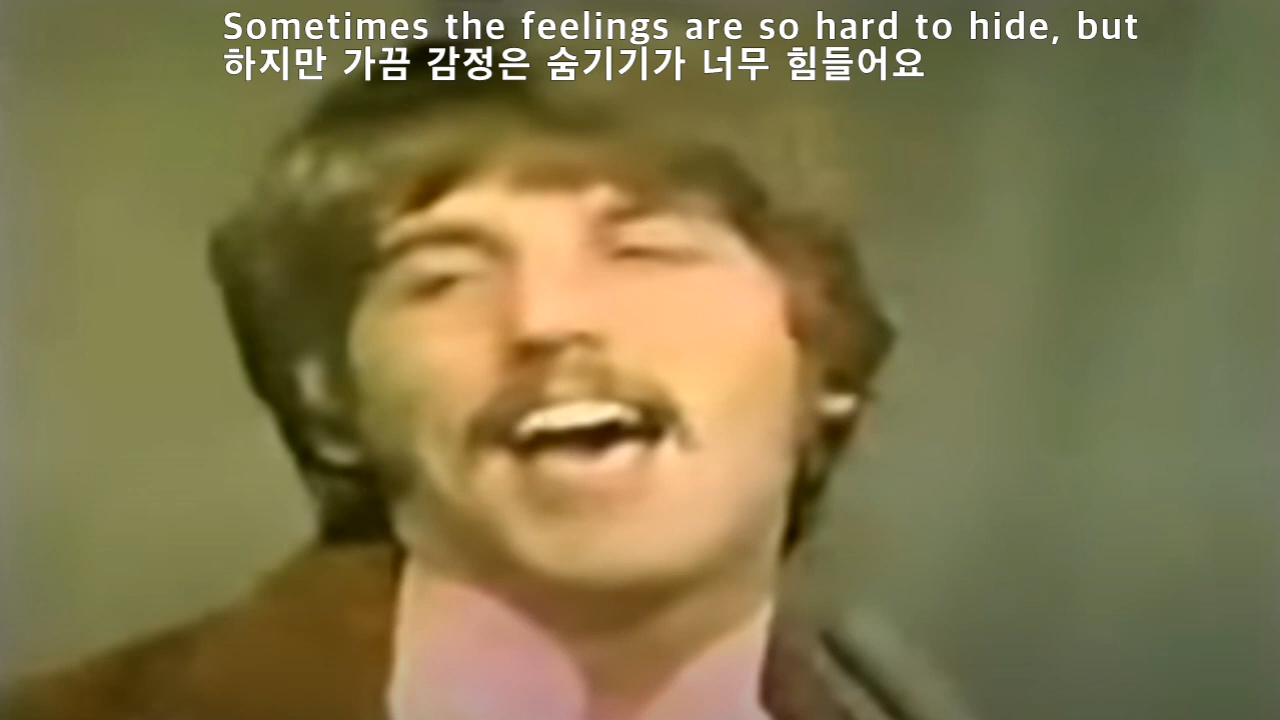 Sometimes the feelings are so hard to hide, but
하지만 가끔 감정은 숨기기가 너무 힘들어요